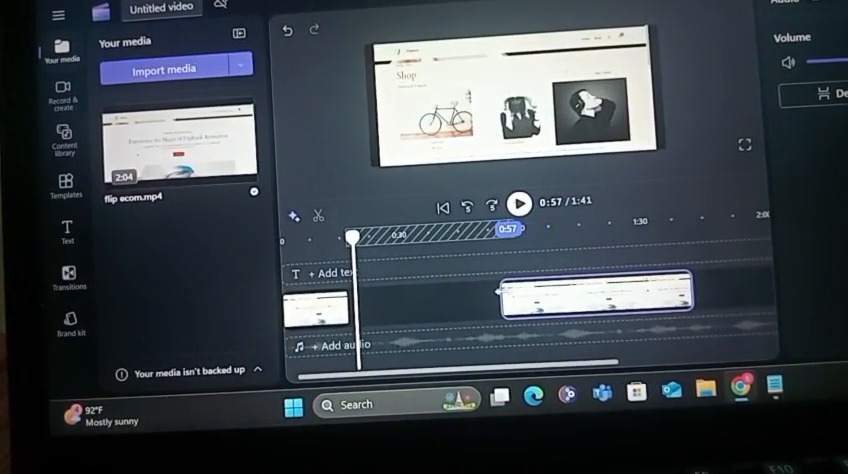 Untitled video
Your media
Import media
Your media
Record &
create
Content
library
Templates
Text
Transitions
Brand kit
2:04
flip ecom.mp4
Your media isn't backed up
Shop
0:57 / 1:41
Volume
De
0
0:30
0:57
1:30
2:00
T + Add te
+ Add audio
92°F
Mostly sunny
Search